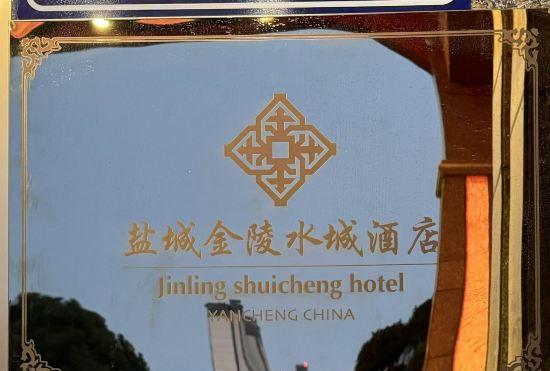 盐城金陵水城酒店
Jinling shuicheng hotel
YANCHENG CHINA